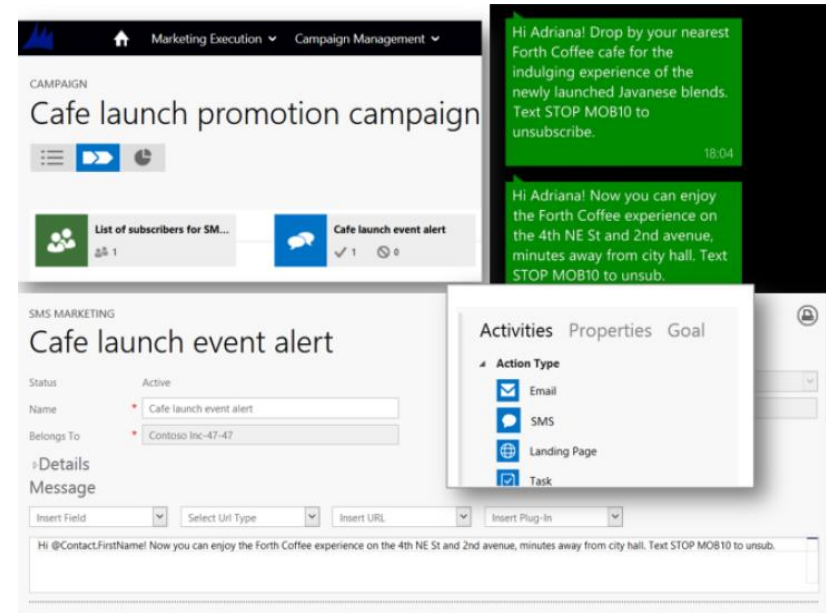 Marketing Execution
Campaign Management
CAMPAIGN
Cafe launch promotion campaign
List of subscribers for SM...
1
Cafe launch event alert
1
0
Hi Adriana! Drop by your nearest
Forth Coffee cafe for the
indulging experience of the
newly launched Javanese blends.
Text STOP MOB10 to
unsubscribe.
18:04
Hi Adriana! Now you can enjoy
the Forth Coffee experience on
the 4th NE St and 2nd avenue,
minutes away from city hall. Text
STOP MOB10 to unsub.
SMS MARKETING
Cafe launch event alert
Status Active
Name * Cafe launch event alert
Belongs To * Contoso Inc-47-47
Details
Message
Insert Field
Select Url Type
Insert URL
Insert Plug-In
Hi @Contact.FirstName! Now you can enjoy the Forth Coffee experience on the 4th NE St and 2nd avenue, minutes away from city hall. Text STOP MOB10 to unsub.
Activities Properties Goal
Action Type
Email
SMS
Landing Page
Task